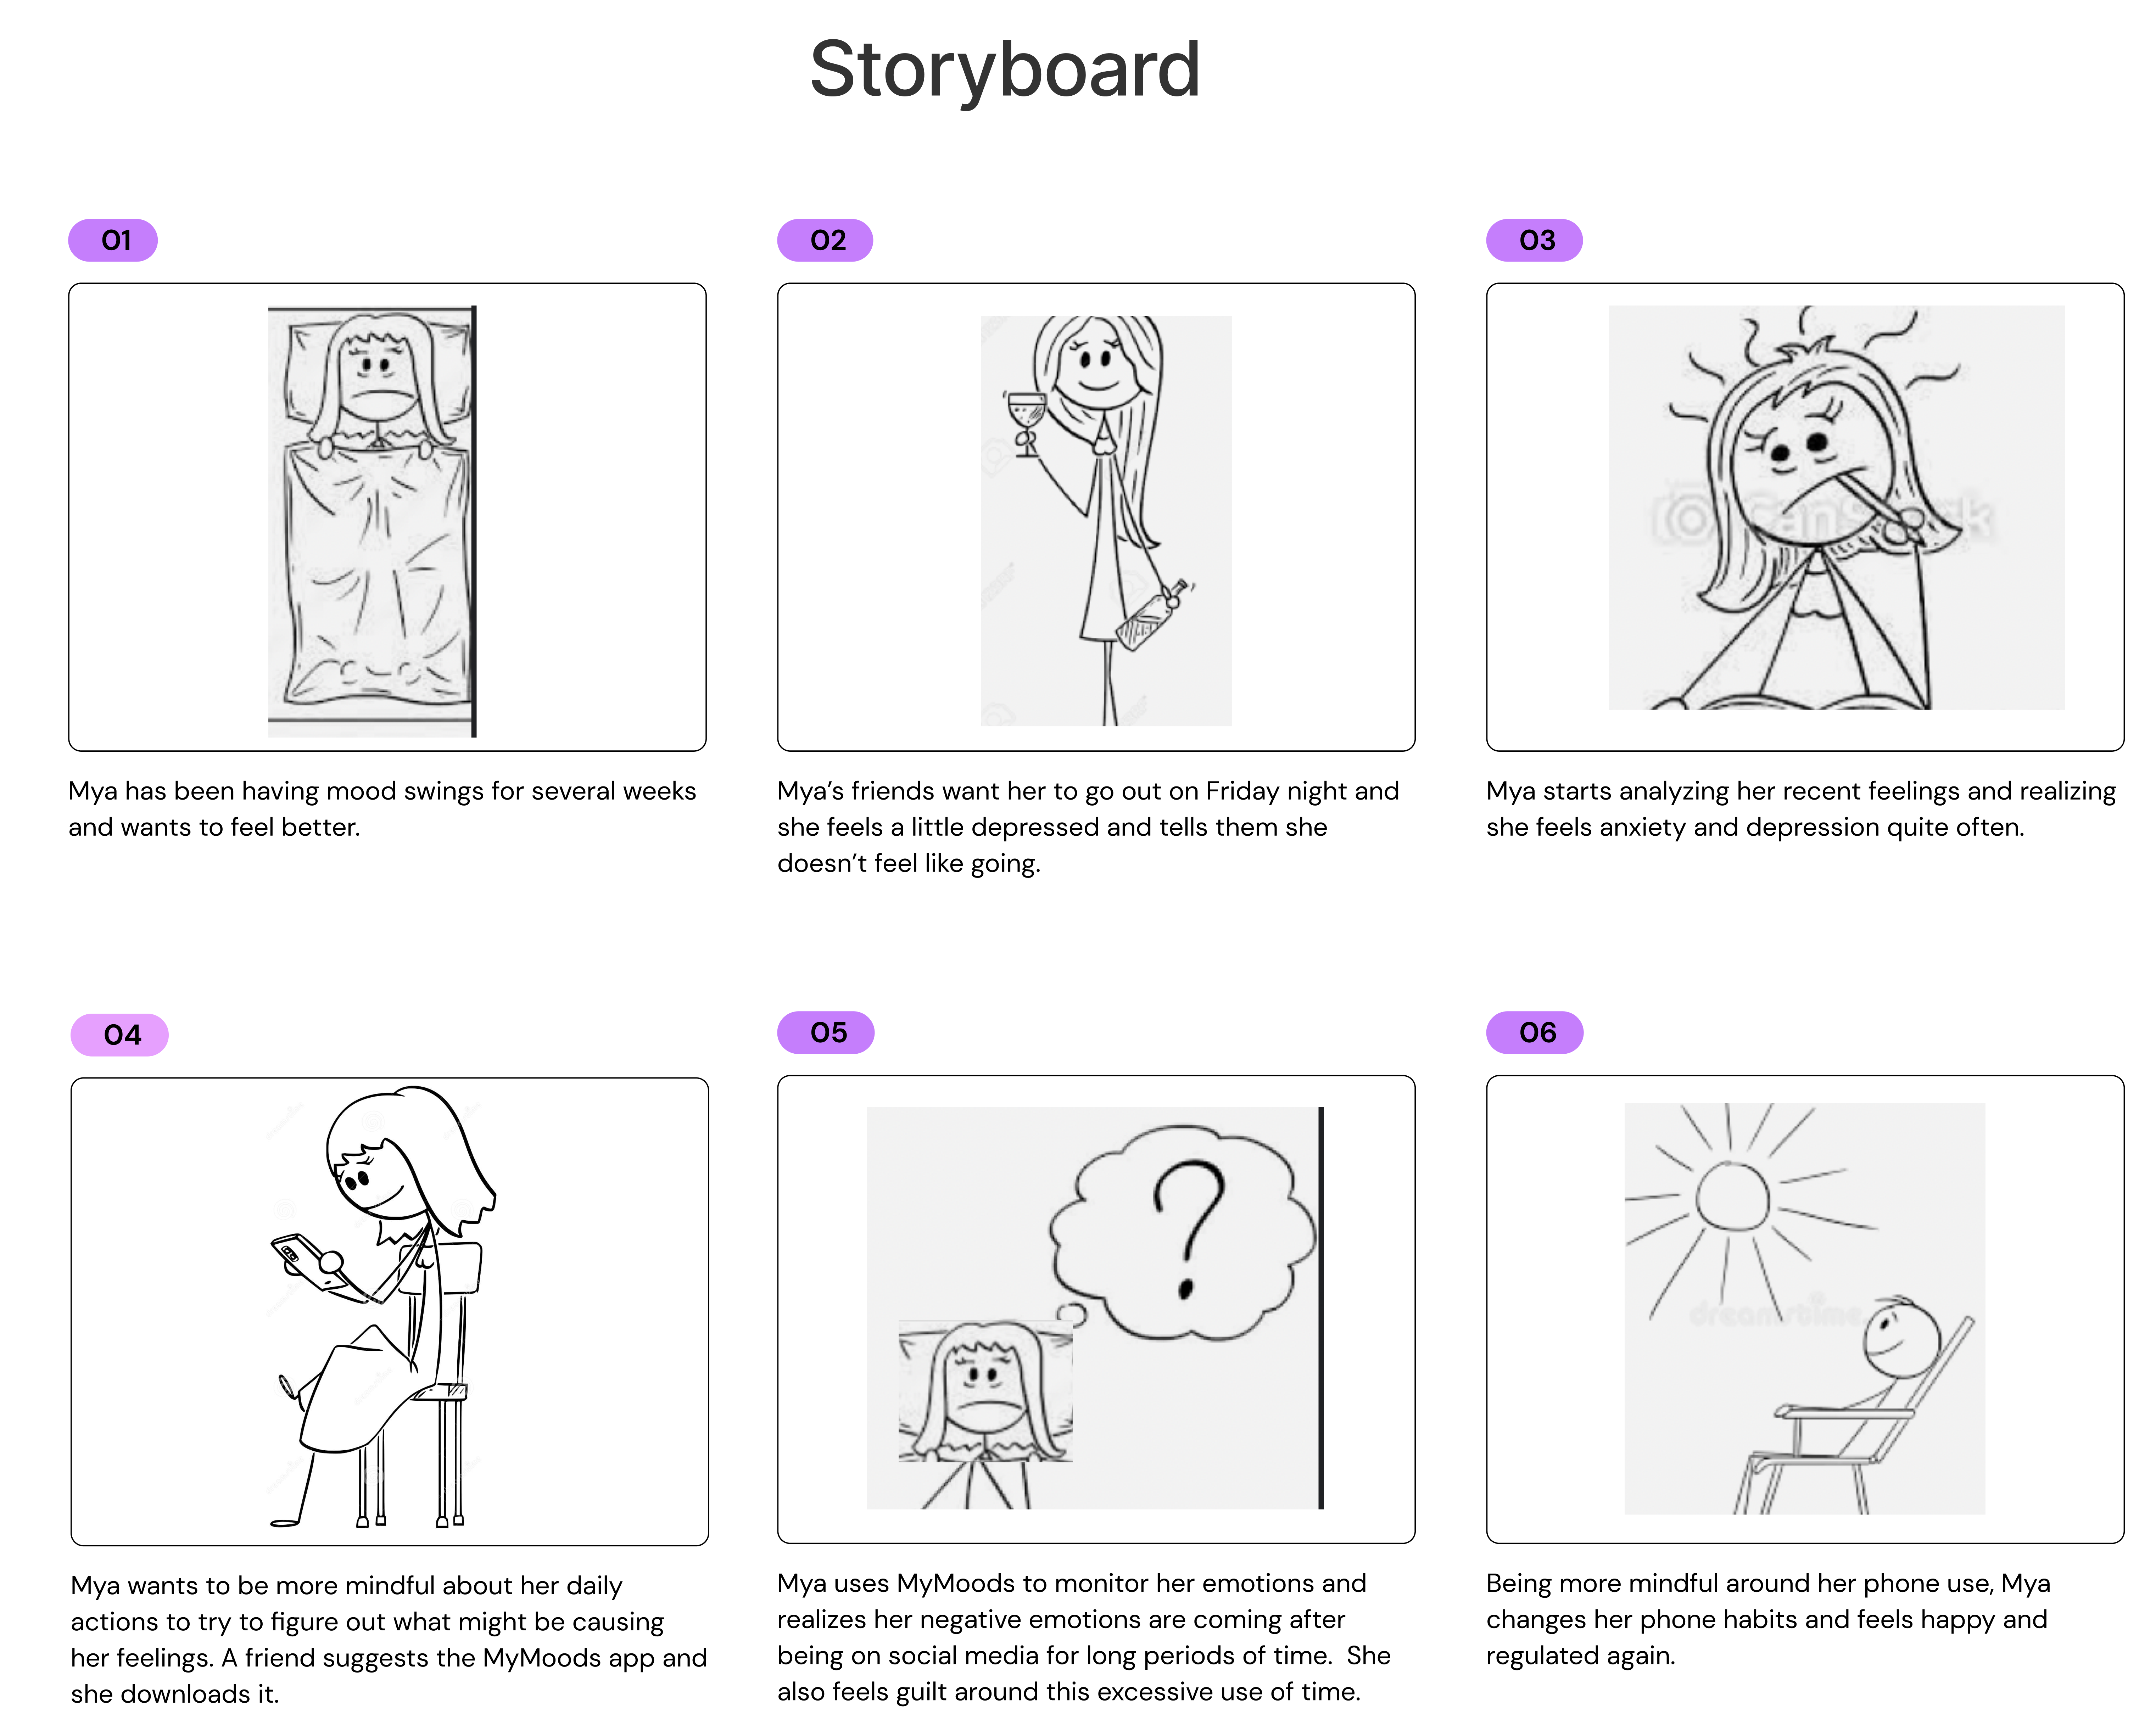 Storyboard
01
02
03
Mya has been having mood swings for several weeks
and wants to feel better.
Mya's friends want her to go out on Friday night and
she feels a little depressed and tells them she
doesn't feel like going.
Mya starts analyzing her recent feelings and realizing
she feels anxiety and depression quite often.
04
05
06
?
dreamstime
Mya wants to be more mindful about her daily
actions to try to figure out what might be causing
her feelings. A friend suggests the MyMoods app and
she downloads it.
Mya uses MyMoods to monitor her emotions and
realizes her negative emotions are coming after
being on social media for long periods of time.  She
also feels guilt around this excessive use of time.
Being more mindful around her phone use, Mya
changes her phone habits and feels happy and
regulated again.